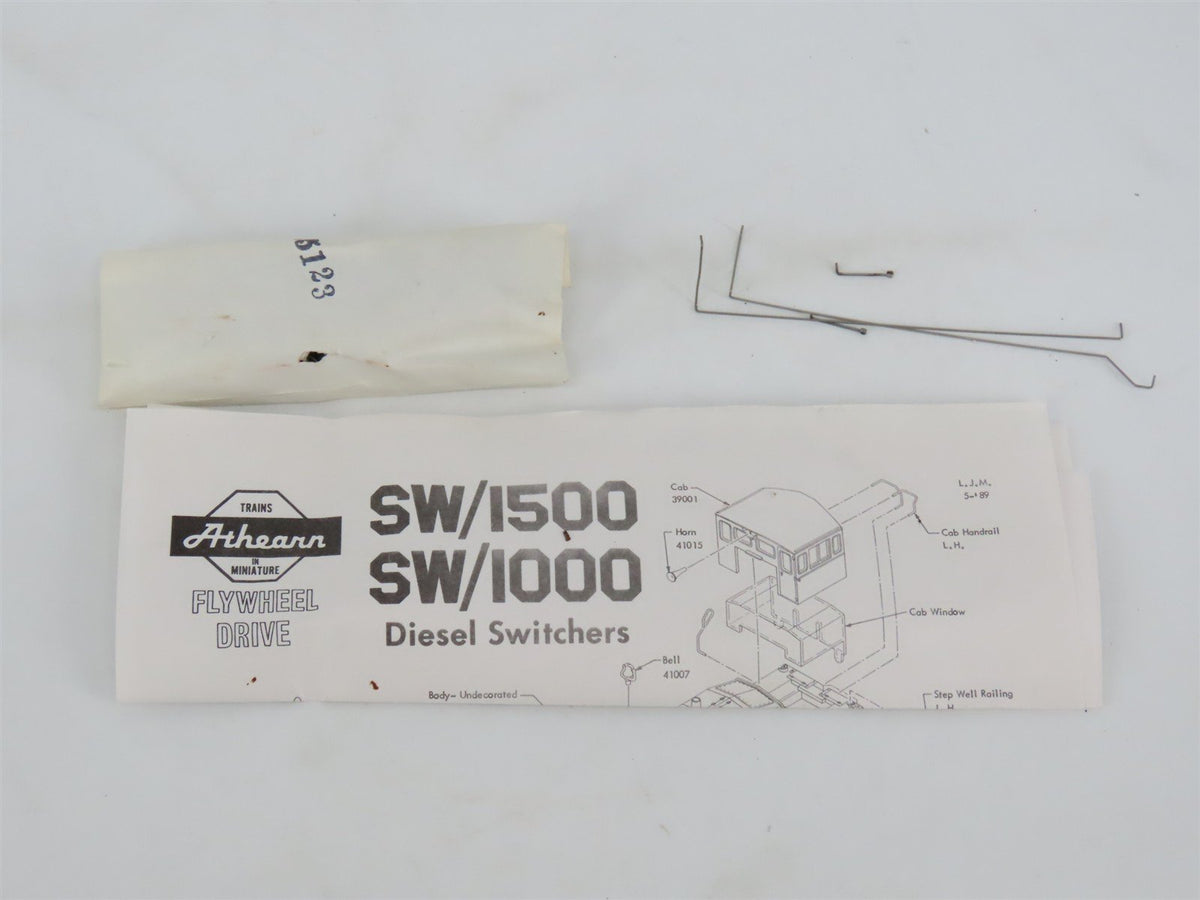 5123
TRAINS
Athearn
IN
MINIATURE
FLYWHEEL
DRIVE
SW/1500
SW/1000
Diesel Switchers
Cab
39001
Horn
41015
L.J.M.
5-'89
Cab Handrail
L.H.
Cab Window
Bell
41007
Body- Undecorated
Step Well Railing
L.H.